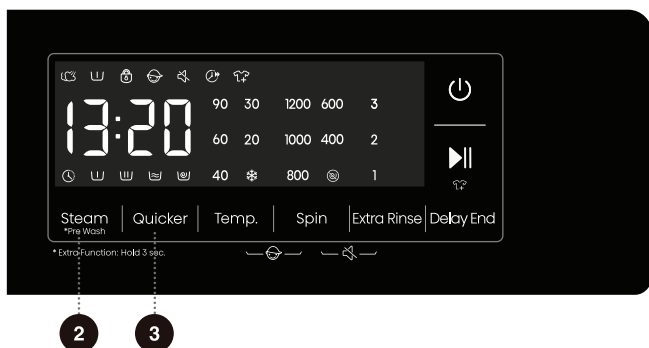 13:20
90 30 1200 600 3
60 20 1000 400 2
40 800 1
Steam Quicker Temp. Spin Extra Rinse Delay End
*Pre Wash
* Extra Function: Hold 3 sec.
2 3